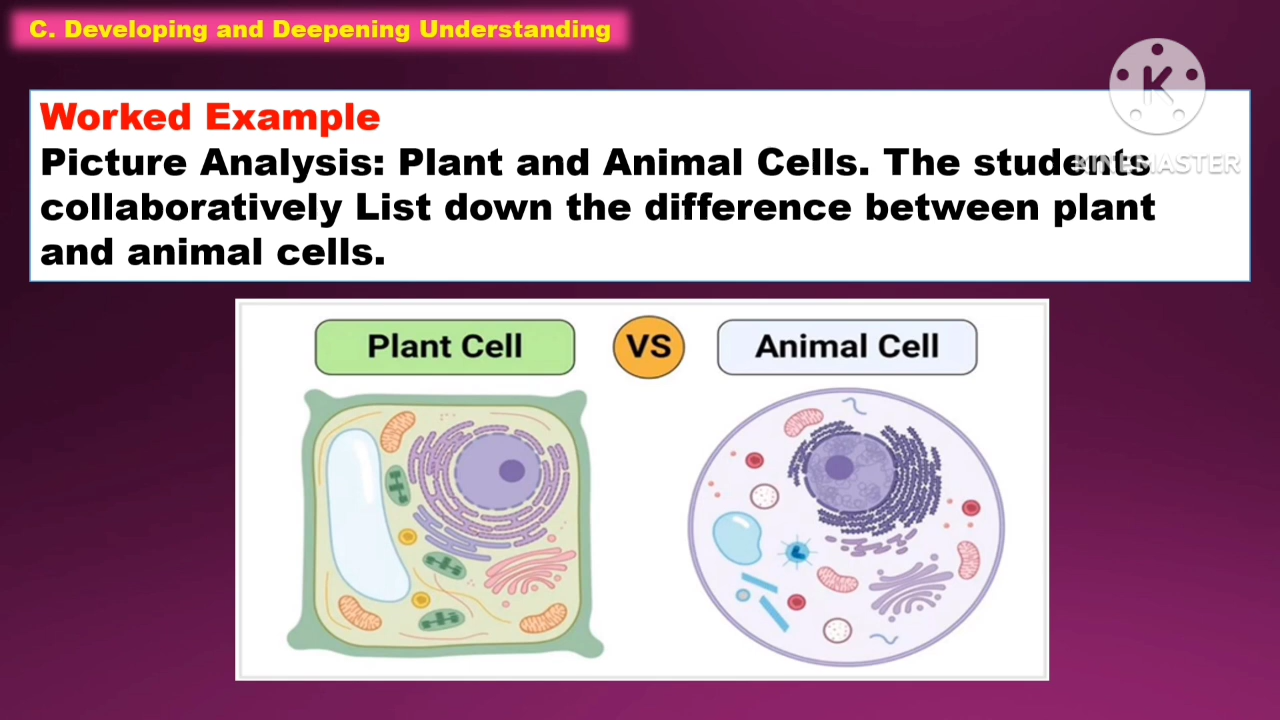 C. Developing and Deepening Understanding
Worked Example
Picture Analysis: Plant and Animal Cells. The students
collaboratively List down the difference between plant
and animal cells.
KINEMASTER
Plant Cell
VS
Animal Cell